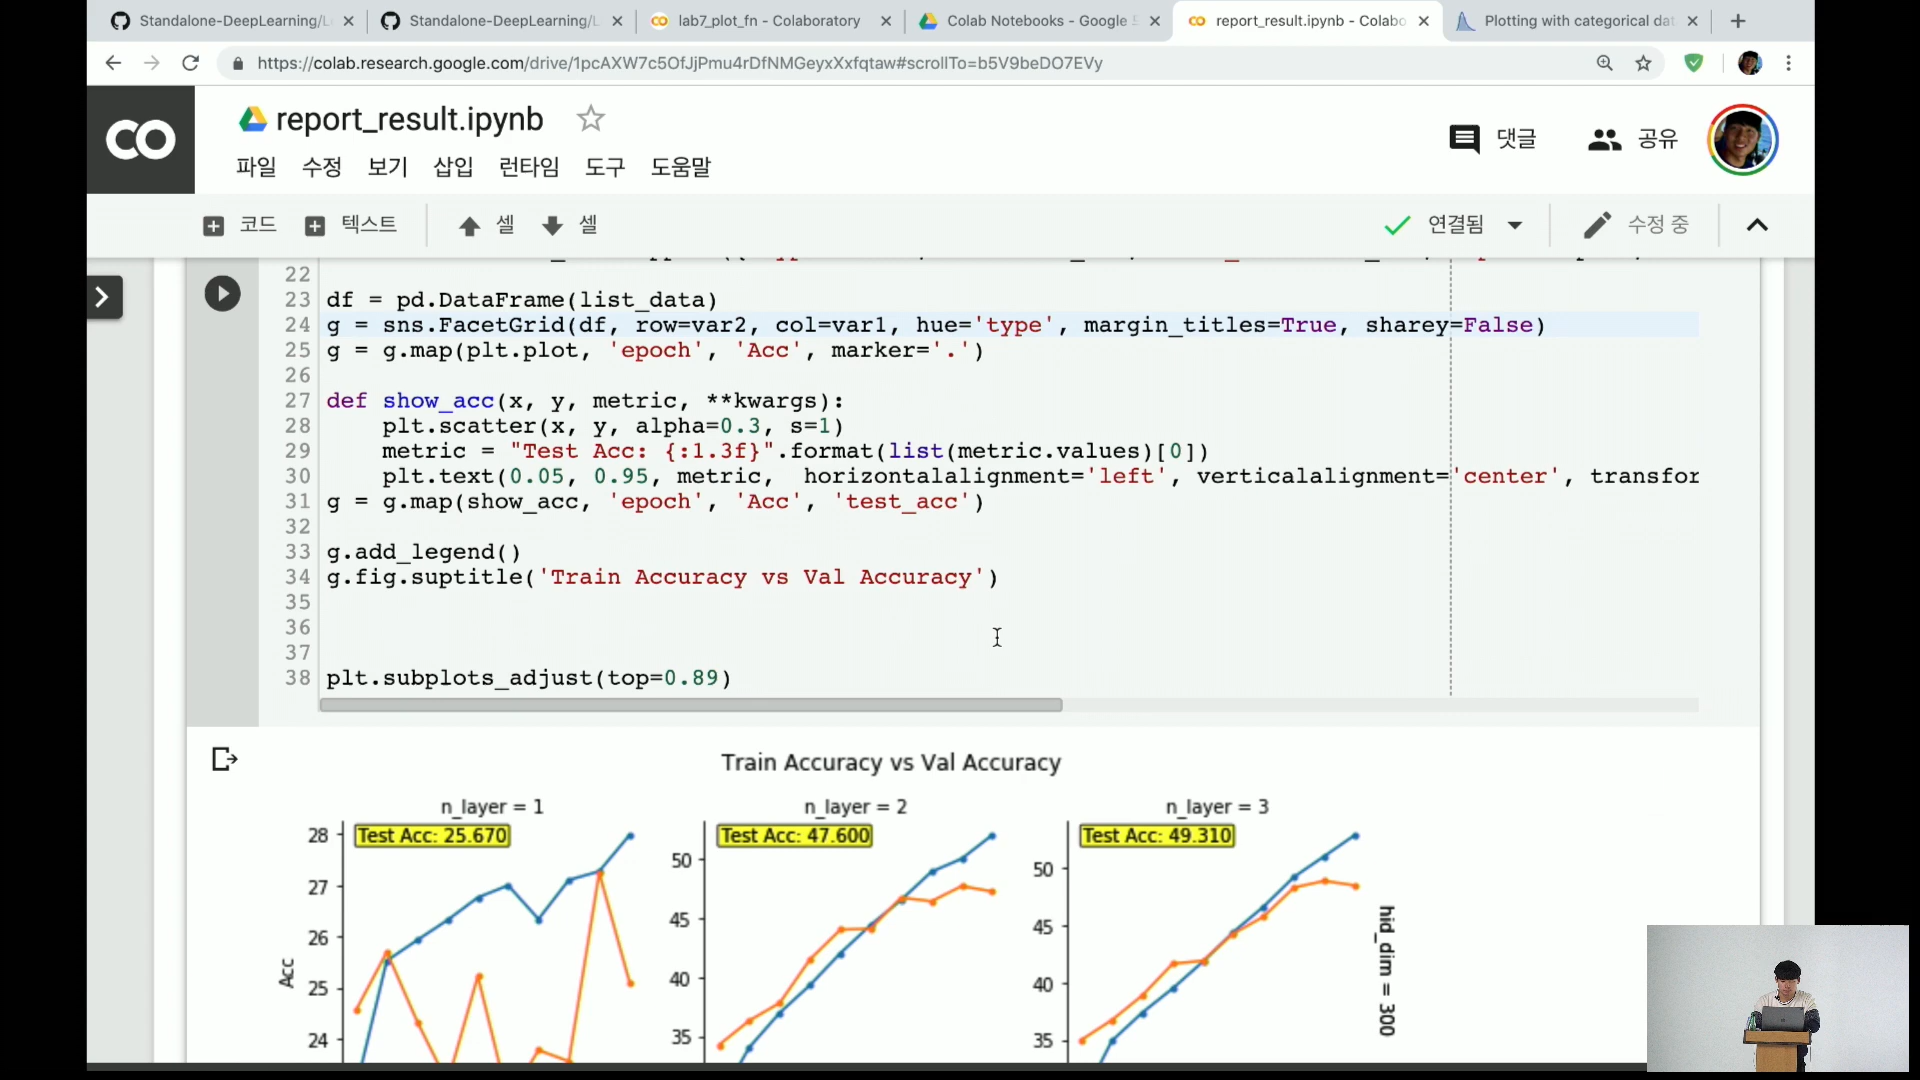 Standalone-DeepLearning/L
Standalone-DeepLearning/L
lab7_plot_fn - Colaboratory
Colab Notebooks - Google
report_result.ipynb - Colabo
Plotting with categorical dat
https://colab.research.google.com/drive/1pcAXW7c5OfJjPmu4rDfNMGeyxXxfqtaw#scrollTo=b5V9beDO7EVy
CO
report_result.ipynb
댓글
공유
파일 수정 보기 삽입 런타임 도구 도움말
코드 텍스트 셀 셀
연결됨
수정 중
22
23 df = pd.DataFrame(list_data)
24 g = sns.FacetGrid(df, row=var2, col=var1, hue='type', margin_titles=True, sharey=False)
25 g = g.map(plt.plot, 'epoch', 'Acc', marker='.')
26
27 def show_acc(x, y, metric, **kwargs):
28 plt.scatter(x, y, alpha=0.3, s=1)
29 metric = "Test Acc: {:1.3f}".format(list(metric.values)[0])
30 plt.text(0.05, 0.95, metric, horizontalalignment='left', verticalalignment='center', transfor
31 g = g.map(show_acc, 'epoch', 'Acc', 'test_acc')
32
33 g.add_legend()
34 g.fig.suptitle('Train Accuracy vs Val Accuracy')
35
36
37
38 plt.subplots_adjust(top=0.89)
Train Accuracy vs Val Accuracy
n_layer = 1
n_layer = 2
n_layer = 3
Test Acc: 25.670
Test Acc: 47.600
Test Acc: 49.310
28
27
26
25
24
Acc
50
45
40
35
50
45
40
35
hid_dim = 300